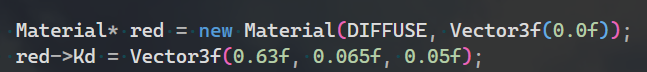 Material* red = new Material(DIFFUSE, Vector3f(0.0f));
red->Kd = Vector3f(0.63f, 0.065f, 0.05f);